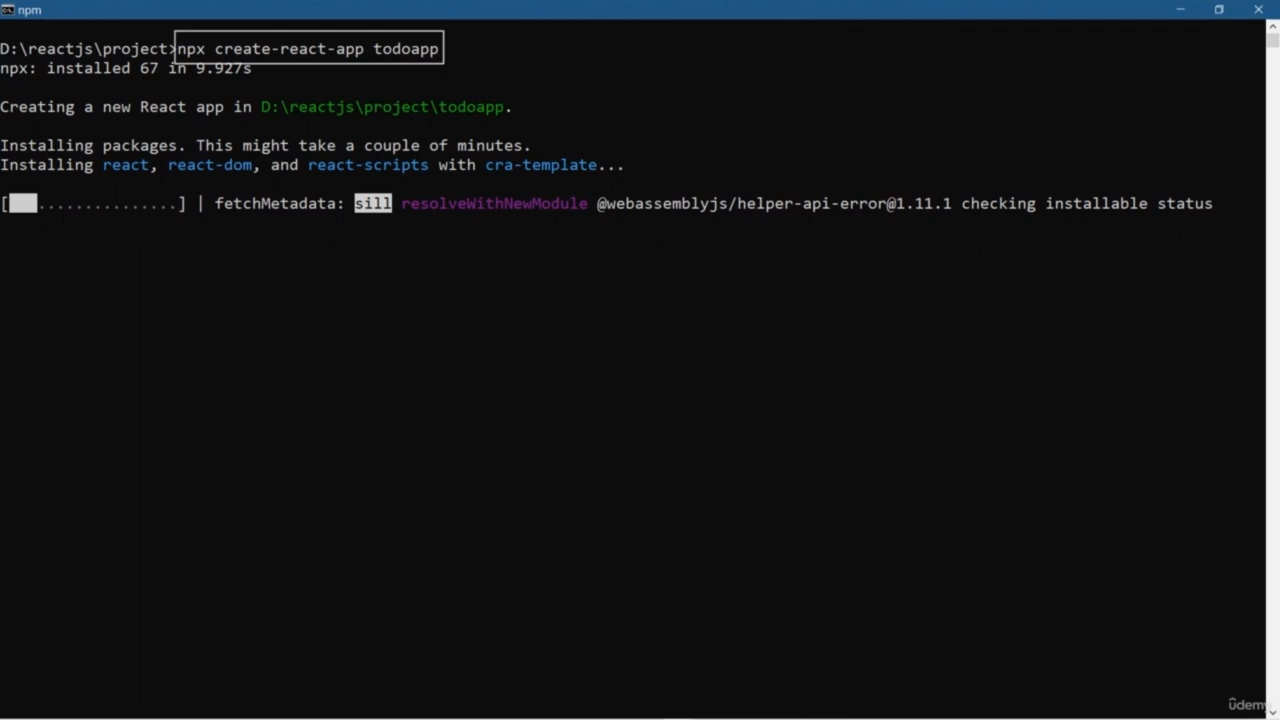 npm
D:\reactjs\project>npx create-react-app todoapp
npx: installed 67 in 9.927s
Creating a new React app in D:\reactjs\project\todoapp.
Installing packages. This might take a couple of minutes.
Installing react, react-dom, and react-scripts with cra-template...
[ ...............] | fetchMetadata: sill resolveWithNewModule @webassemblyjs/helper-api-error@1.11.1 checking installable status
ûdemy